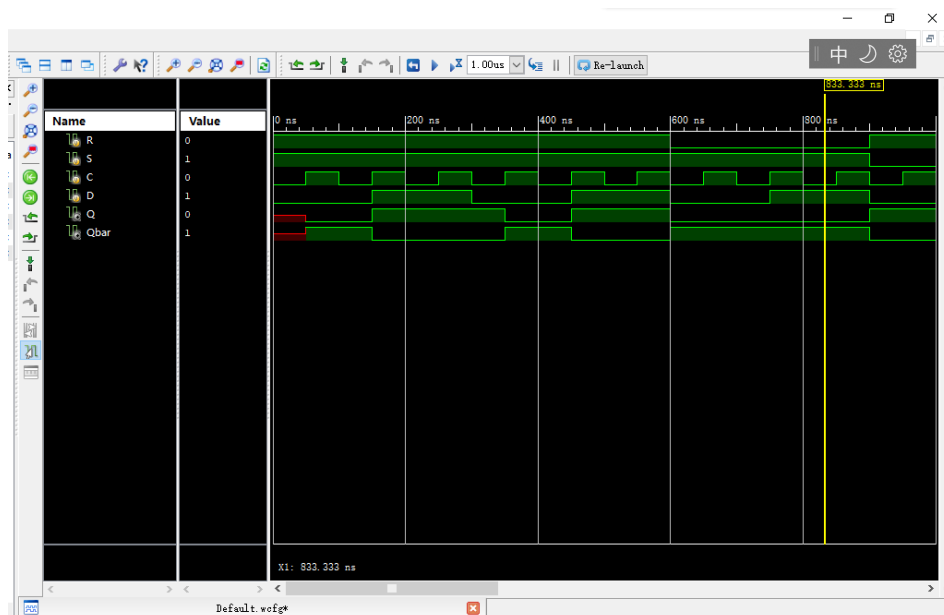 中
1.00us
Re-launch
833.333 ns
Name
Value
0 ns
200 ns
400 ns
600 ns
800 ns
R
0
S
1
C
0
D
1
Q
0
Qbar
1
X1: 833.333 ns
Default.wcfg*